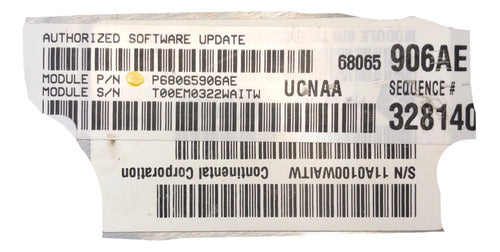 AUTHORIZED SOFTWARE UPDATE
68065 906AE
MODULE P/N P68065906AE
MODULE S/N T00EM0322WAITW
UCNAA
SEQUENCE #
328140
S/N 11A0100WAITW
Continental Corporation